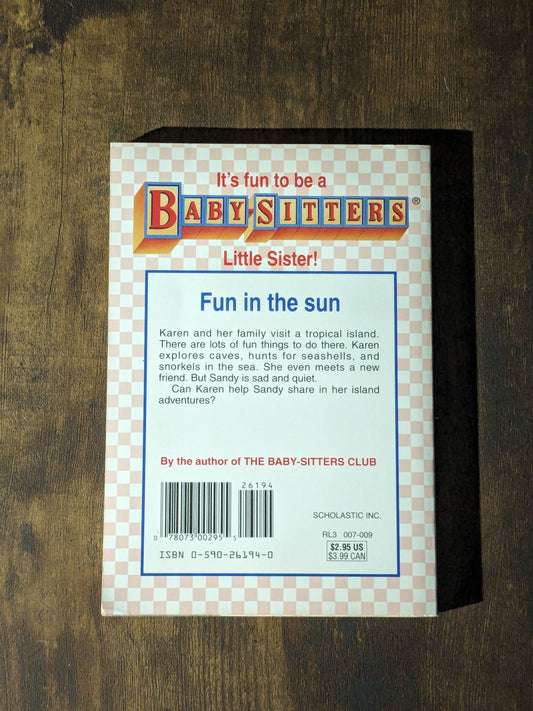 It's fun to be a
BABY-SITTERS®
Little Sister!
Fun in the sun
Karen and her family visit a tropical island.
There are lots of fun things to do there. Karen
explores caves, hunts for seashells, and
snorkels in the sea. She even meets a new
friend. But Sandy is sad and quiet.
Can Karen help Sandy share in her island
adventures?
By the author of THE BABY-SITTERS CLUB
26194
0 78073 00295 5
ISBN 0-590-26194-0
SCHOLASTIC INC.
RL3 007-009
$2.95 US
$3.99 CAN